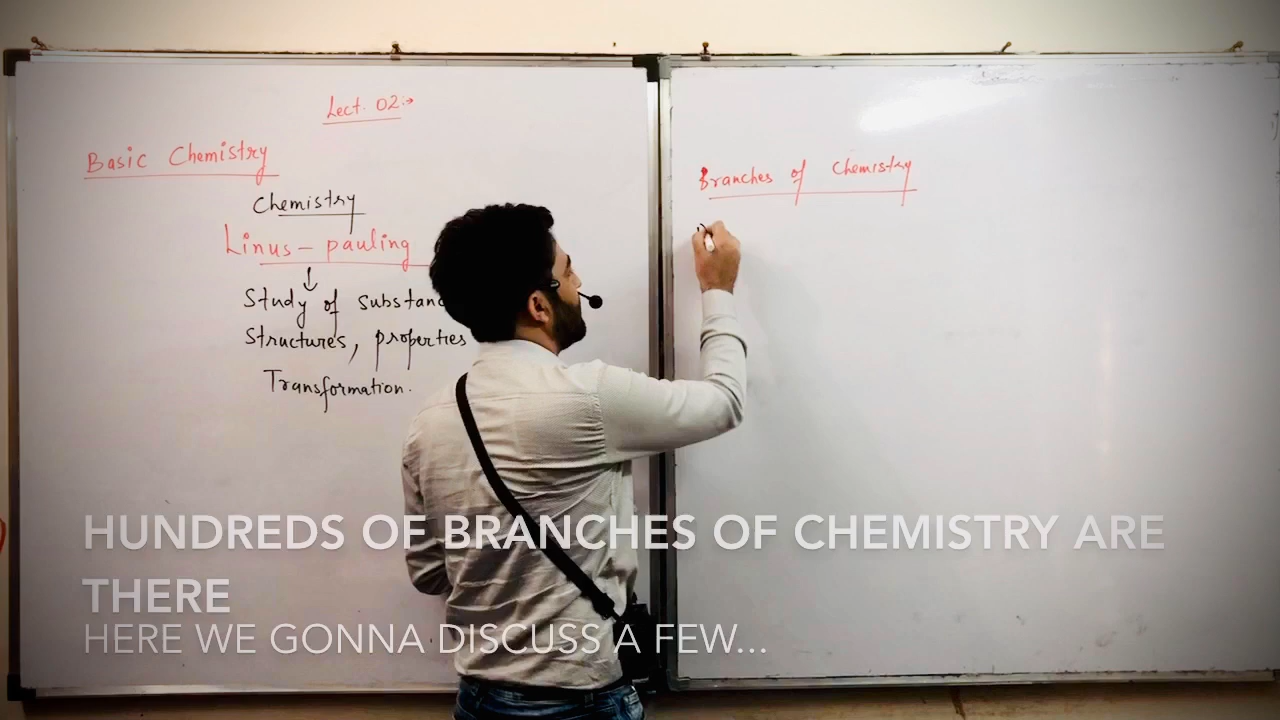 Lect. 02:→
Basic Chemistry
Chemistry
Linus - pauling
↓
Study of
Structures, properties
Transformation.
Branches of Chemistry
HUNDREDS OF BRANCHES OF CHEMISTRY ARE
THERE
HERE WE GONNA DISCUSS A FEW...